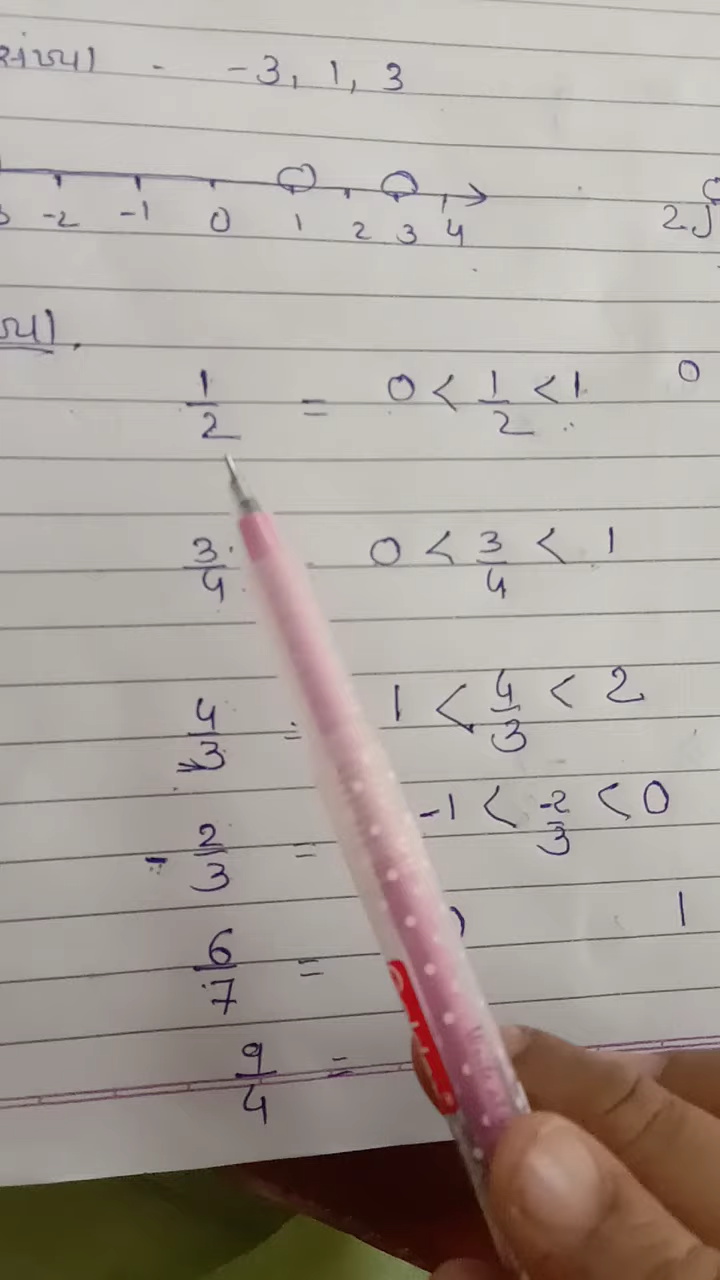 - -3, 1, 3
-2 -1 0 1 2 3 4
2.
1/2 = 0 < 1/2 < 1 0
3/4 0 < 3/4 < 1
4/3 = 1 < 4/3 < 2
-2/3 = -1 < -2/3 < 0
6/7 = 1
9/4 =